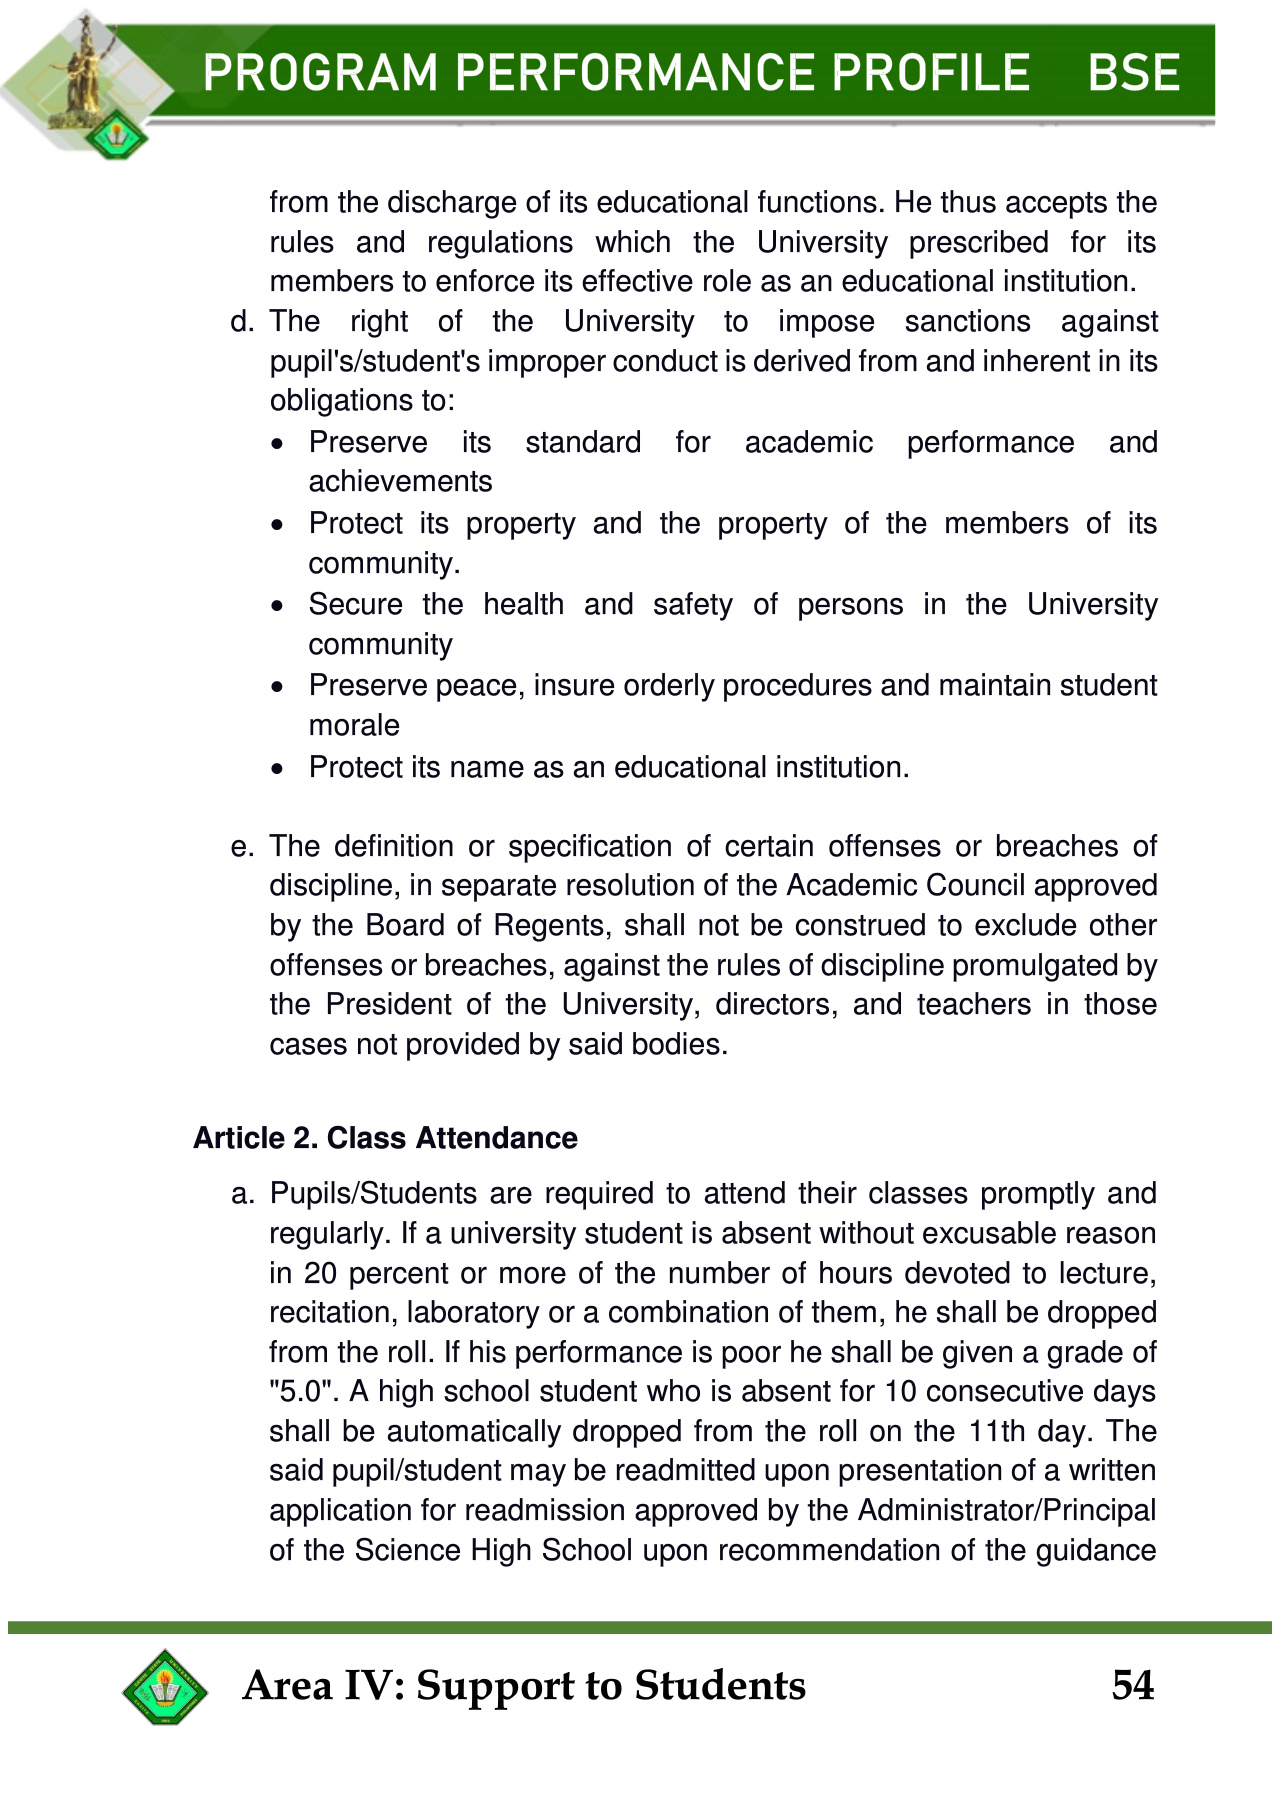 PROGRAM PERFORMANCE PROFILE BSE
from the discharge of its educational functions. He thus accepts the
rules and regulations which the University prescribed for its
members to enforce its effective role as an educational institution.
d. The right of the University to impose sanctions against
pupil's/student's improper conduct is derived from and inherent in its
obligations to:
• Preserve its standard for academic performance and
achievements
• Protect its property and the property of the members of its
community.
• Secure the health and safety of persons in the University
community
• Preserve peace, insure orderly procedures and maintain student
morale
• Protect its name as an educational institution.
e. The definition or specification of certain offenses or breaches of
discipline, in separate resolution of the Academic Council approved
by the Board of Regents, shall not be construed to exclude other
offenses or breaches, against the rules of discipline promulgated by
the President of the University, directors, and teachers in those
cases not provided by said bodies.
Article 2. Class Attendance
a. Pupils/Students are required to attend their classes promptly and
regularly. If a university student is absent without excusable reason
in 20 percent or more of the number of hours devoted to lecture,
recitation, laboratory or a combination of them, he shall be dropped
from the roll. If his performance is poor he shall be given a grade of
"5.0". A high school student who is absent for 10 consecutive days
shall be automatically dropped from the roll on the 11th day. The
said pupil/student may be readmitted upon presentation of a written
application for readmission approved by the Administrator/Principal
of the Science High School upon recommendation of the guidance
Area IV: Support to Students 54